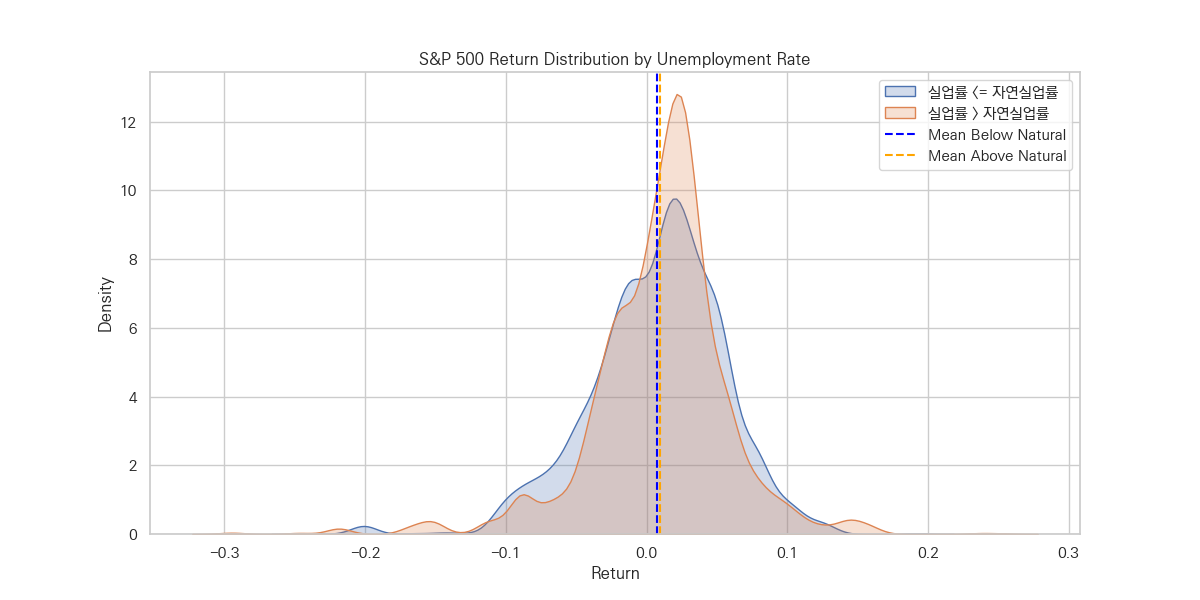 S&P 500 Return Distribution by Unemployment Rate
실업률 <= 자연실업률
실업률 > 자연실업률
Mean Below Natural
Mean Above Natural
Density
12
10
8
6
4
2
0
−0.3
−0.2
−0.1
0.0
0.1
0.2
0.3
Return